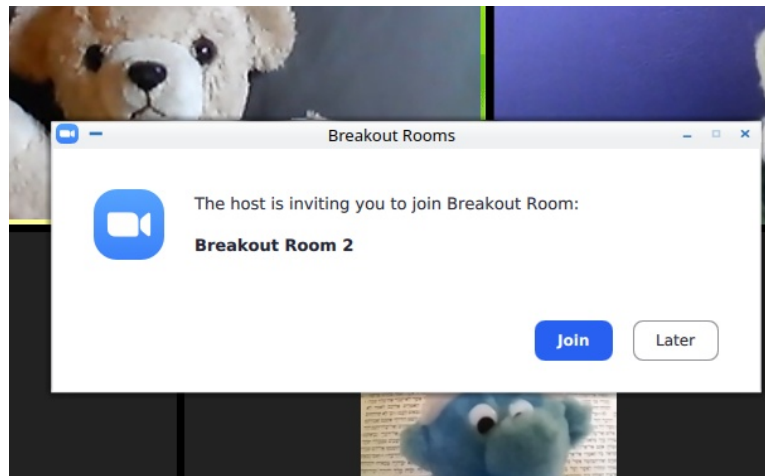 Breakout Rooms
The host is inviting you to join Breakout Room:
Breakout Room 2
Join
Later